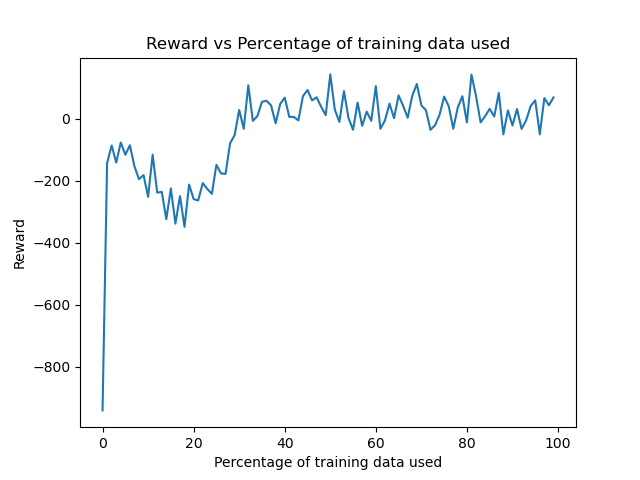 Reward vs Percentage of training data used
0
−200
−400
−600
−800
Reward
0 20 40 60 80 100
Percentage of training data used